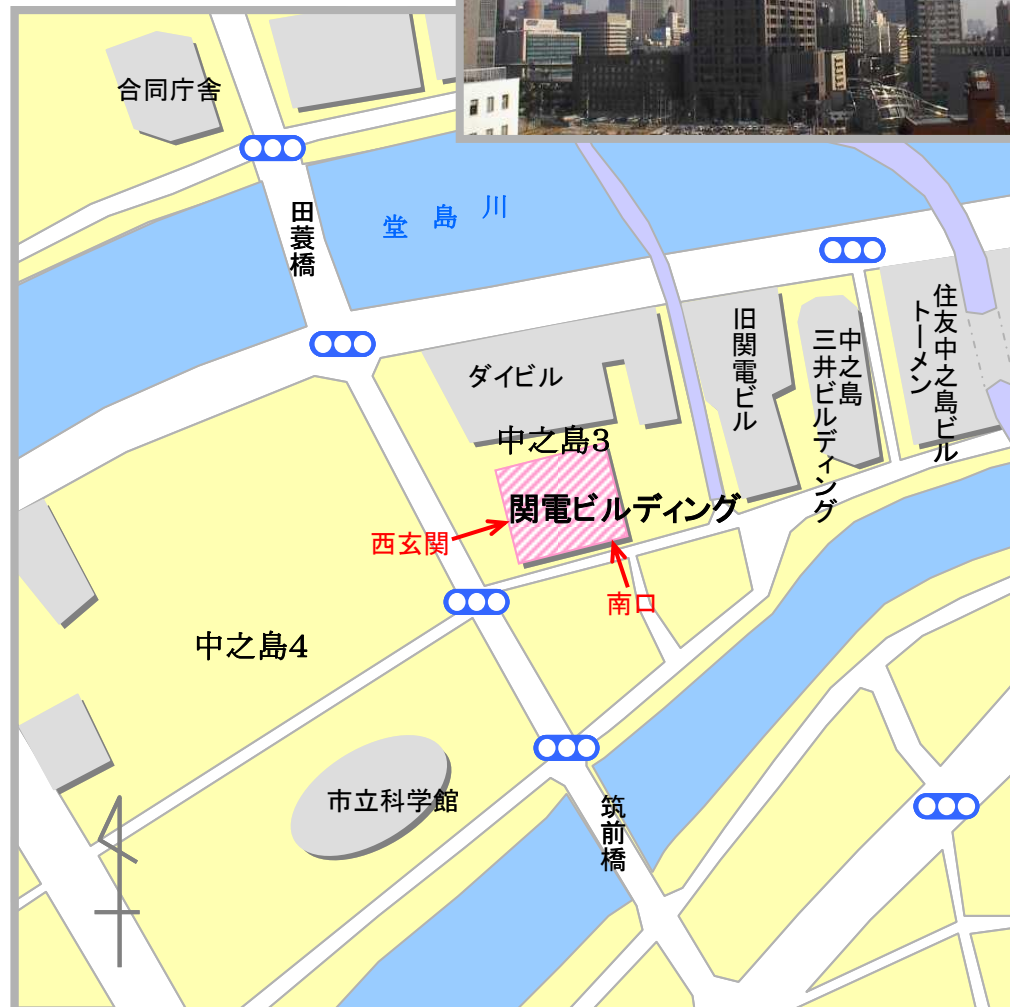 合同庁舎
田蓑橋
堂島川
住友中之島ビル
トーメン
旧関電ビル
中之島
三井ビルディング
ダイビル
中之島3
関電ビルディング
西玄関
南口
中之島4
市立科学館
筑前橋